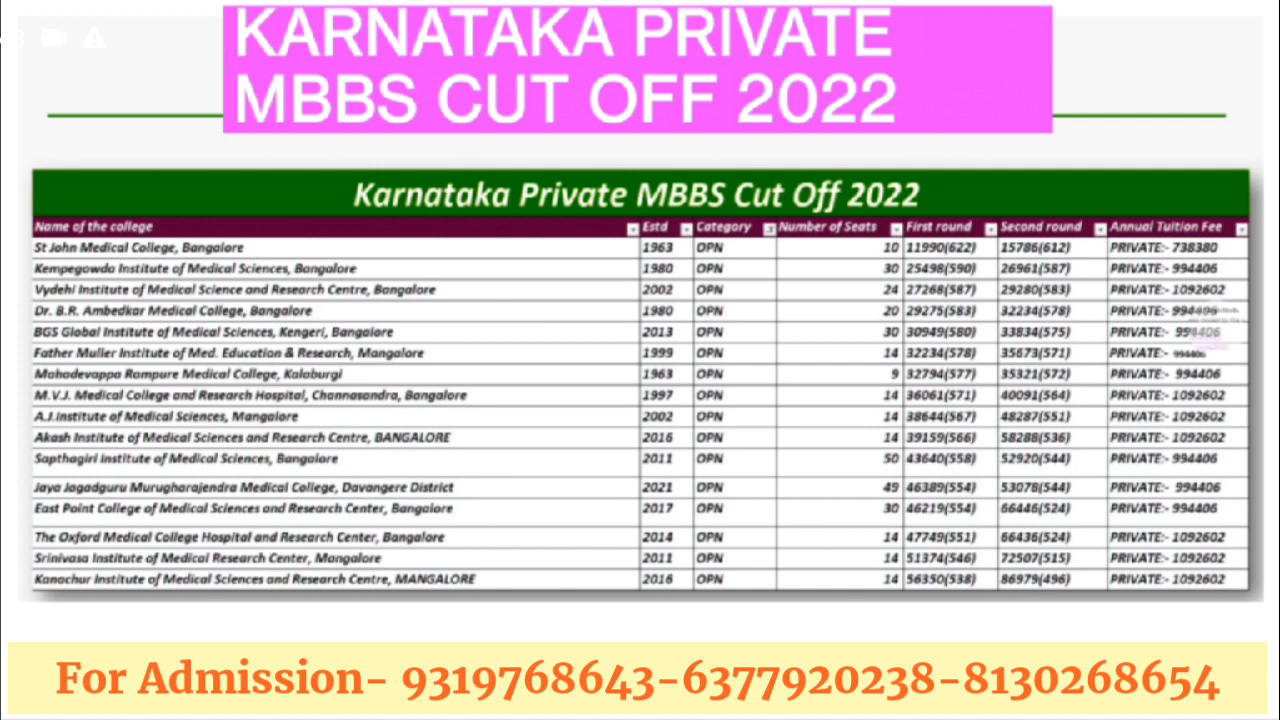 KARNATAKA PRIVATE
MBBS CUT OFF 2022
Karnataka Private MBBS Cut Off 2022
Name of the college Estd Category Number of Seats First round Second round Annual Tuition Fee
St John Medical College, Bangalore 1963 OPN 10 11990(622) 15786(612) PRIVATE:- 738380
Kempegowda Institute of Medical Sciences, Bangalore 1980 OPN 30 25498(590) 26961(587) PRIVATE:- 994406
Vydehi Institute of Medical Science and Research Centre, Bangalore 2002 OPN 24 27268(587) 29280(583) PRIVATE:- 1092602
Dr. B.R. Ambedkar Medical College, Bangalore 1980 OPN 20 29275(583) 32234(578) PRIVATE:- 994406
BGS Global Institute of Medical Sciences, Kengeri, Bangalore 2013 OPN 30 30949(580) 33834(575) PRIVATE:- 994406
Father Muller Institute of Med. Education & Research, Mangalore 1999 OPN 14 32234(578) 35673(571) PRIVATE:- 994406
Mahadevappa Rampure Medical College, Kalaburgi 1963 OPN 9 32794(577) 35321(572) PRIVATE:- 994406
M.V.J. Medical College and Research Hospital, Channasandra, Bangalore 1997 OPN 14 36061(571) 40091(564) PRIVATE:- 1092602
A.J.Institute of Medical Sciences, Mangalore 2002 OPN 14 38644(567) 48287(551) PRIVATE:- 1092602
Akash Institute of Medical Sciences and Research Centre, BANGALORE 2016 OPN 14 39159(566) 58288(536) PRIVATE:- 1092602
Sapthagiri Institute of Medical Sciences, Bangalore 2011 OPN 50 43640(558) 52920(544) PRIVATE:- 994406
Jaya Jagadguru Murugharajendra Medical College, Davangere District 2021 OPN 49 46389(554) 53078(544) PRIVATE:- 994406
East Point College of Medical Sciences and Research Center, Bangalore 2017 OPN 30 46219(554) 66446(524) PRIVATE:- 994406
The Oxford Medical College Hospital and Research Center, Bangalore 2014 OPN 14 47749(551) 66436(524) PRIVATE:- 1092602
Srinivasa Institute of Medical Research Center, Mangalore 2011 OPN 14 51374(546) 72507(515) PRIVATE:- 1092602
Kanachur Institute of Medical Sciences and Research Centre, MANGALORE 2016 OPN 14 56350(538) 86979(496) PRIVATE:- 1092602
For Admission- 9319768643-6377920238-8130268654